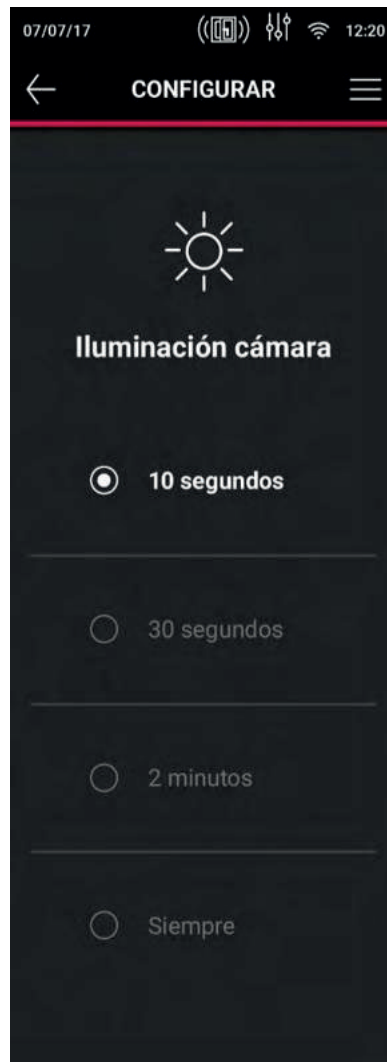 07/07/17 12:20
CONFIGURAR
Iluminación cámara
10 segundos
30 segundos
2 minutos
Siempre